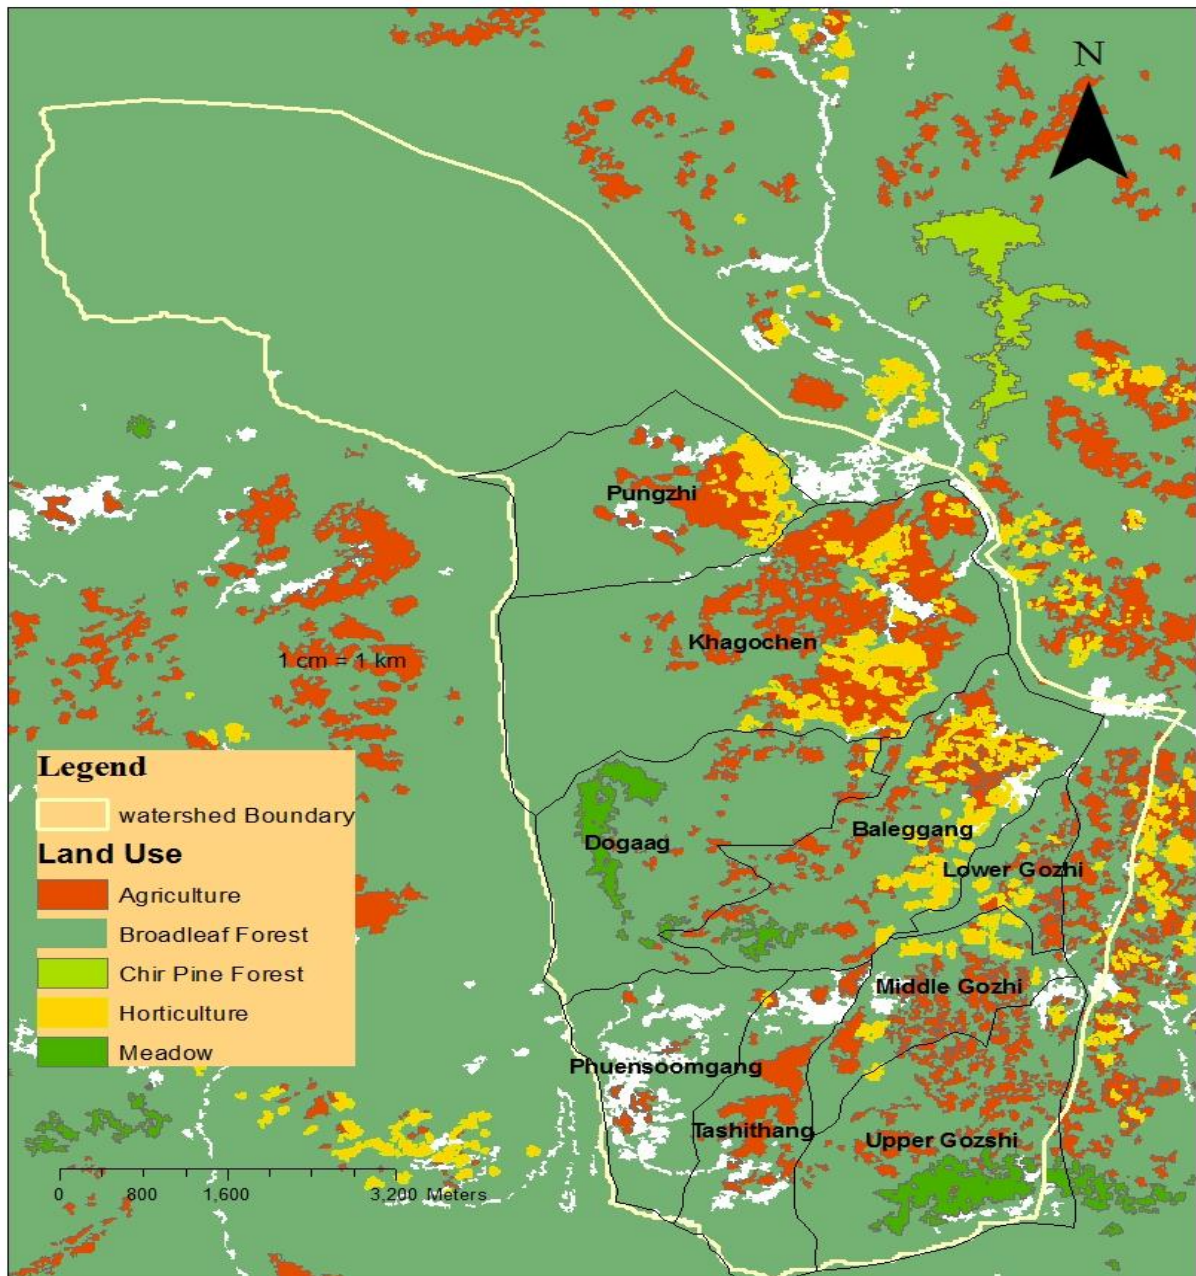 N
Pungzhi
Khagochen
1 cm = 1 km
Legend
watershed Boundary
Land Use
Agriculture
Broadleaf Forest
Chir Pine Forest
Horticulture
Meadow
Dogaag
Baleggang
Lower Gozhi
Middle Gozhi
Phuensoomgang
Tashithang
Upper Gozshi
0 800 1,600 3,200 Meters